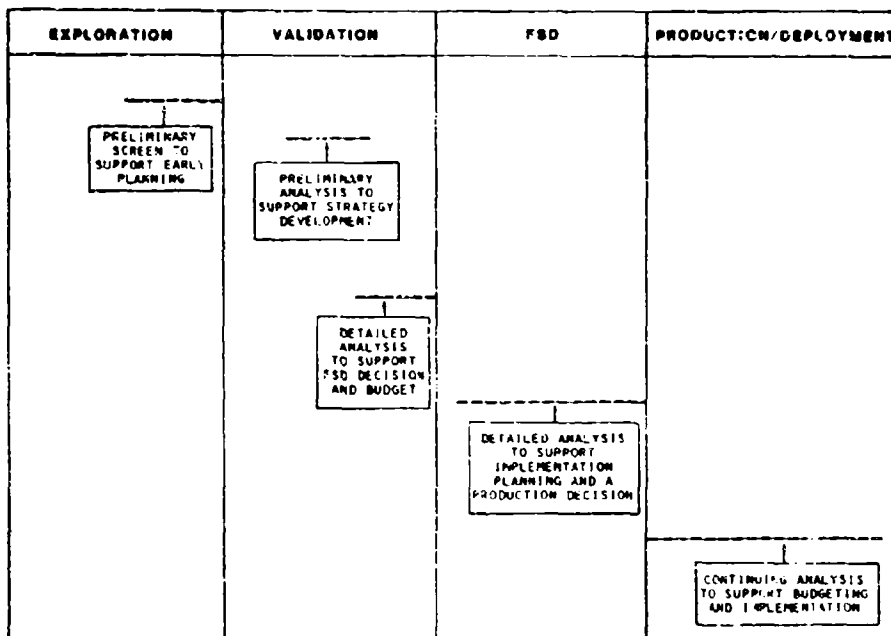 EXPLORATION
VALIDATION
FSD
PRODUCTION/DEPLOYMENT
PRELIMINARY
SCREEN TO
SUPPORT EARLY
PLANNING
PRELIMINARY
ANALYSIS TO
SUPPORT STRATEGY
DEVELOPMENT
DETAILED
ANALYSIS
TO SUPPORT
FSD DECISION
AND BUDGET
DETAILED ANALYSIS
TO SUPPORT
IMPLEMENTATION
PLANNING AND A
PRODUCTION DECISION
CONTINUING ANALYSIS
TO SUPPORT BUDGETING
AND IMPLEMENTATION